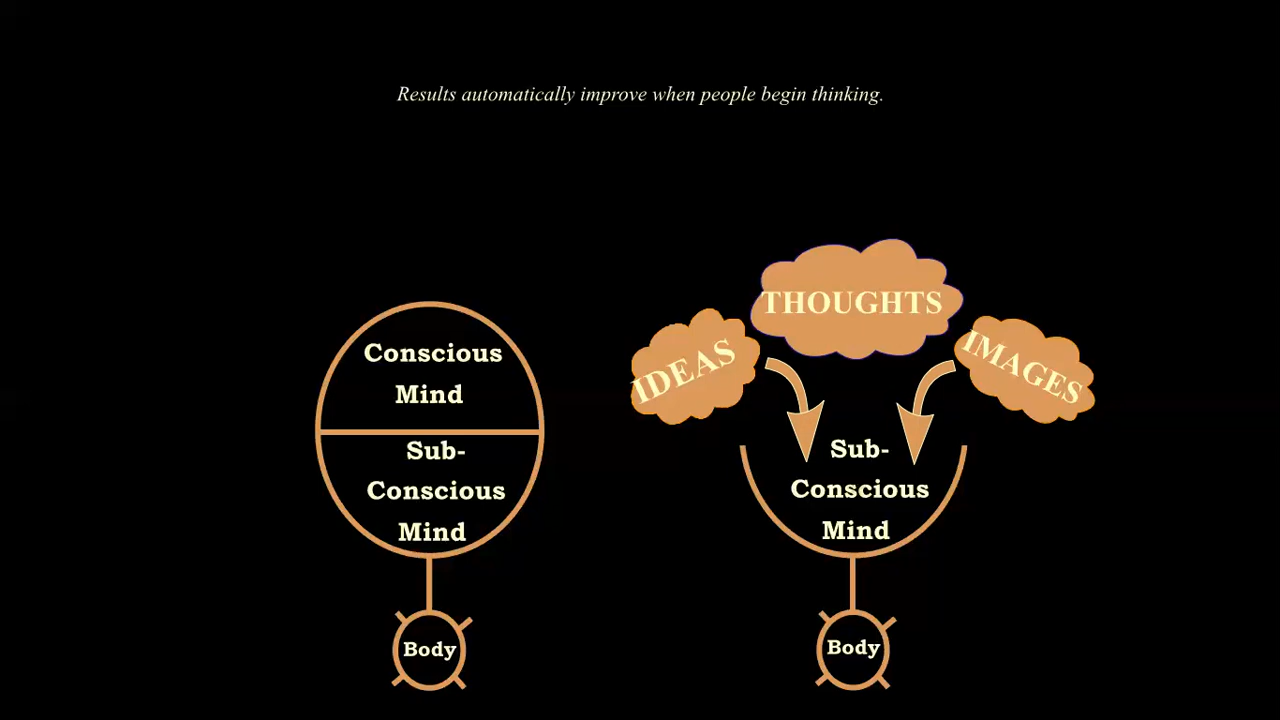 Results automatically improve when people begin thinking.
Conscious
Mind
Sub-
Conscious
Mind
Body
IDEAS
THOUGHTS
IMAGES
Sub-
Conscious
Mind
Body